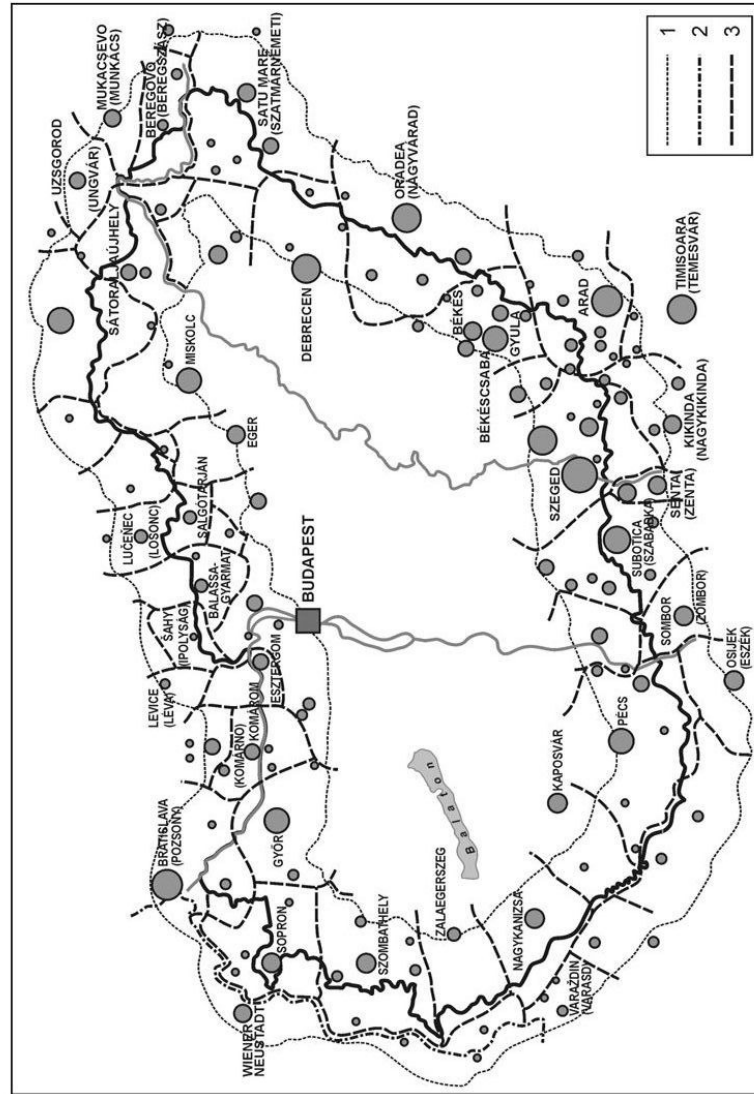 UZSGOROD
(UNGVÁR)
MUKACSEVO
(MUNKÁCS)
BEREGOVO
(BEREGSZÁSZ)
SÁTORALJAÚJHELY
SATU MARE
(SZATMÁRNÉMETI)
LUČENEC
(LOSONC)
SALGÓTARJÁN
MISKOLC
EGER
LEVICE
(LÉVA)
ŠAHY
(IPOLYSÁG)
BALASSA-
GYARMAT
BRATISLAVA
(POZSONY)
(KOMÁRNO)
KOMÁROM
ESZTERGOM
BUDAPEST
DEBRECEN
WIENER
NEUSTADT
SOPRON
GYŐR
SZOMBATHELY
ORADEA
(NAGYVÁRAD)
ZALAEGERSZEG
Balaton
BÉKÉS
BÉKÉSCSABA
GYULA
NAGYKANIZSA
KAPOSVÁR
SZEGED
ARAD
VARAŽDIN
(VARASD)
PÉCS
SOMBOR
(ZOMBOR)
SUBOTICA
(SZABADKA)
SENTA
(ZENTA)
KIKINDA
(NAGYKIKINDA)
TIMISOARA
(TEMESVÁR)
OSIJEK
(ESZÉK)
1
2
3